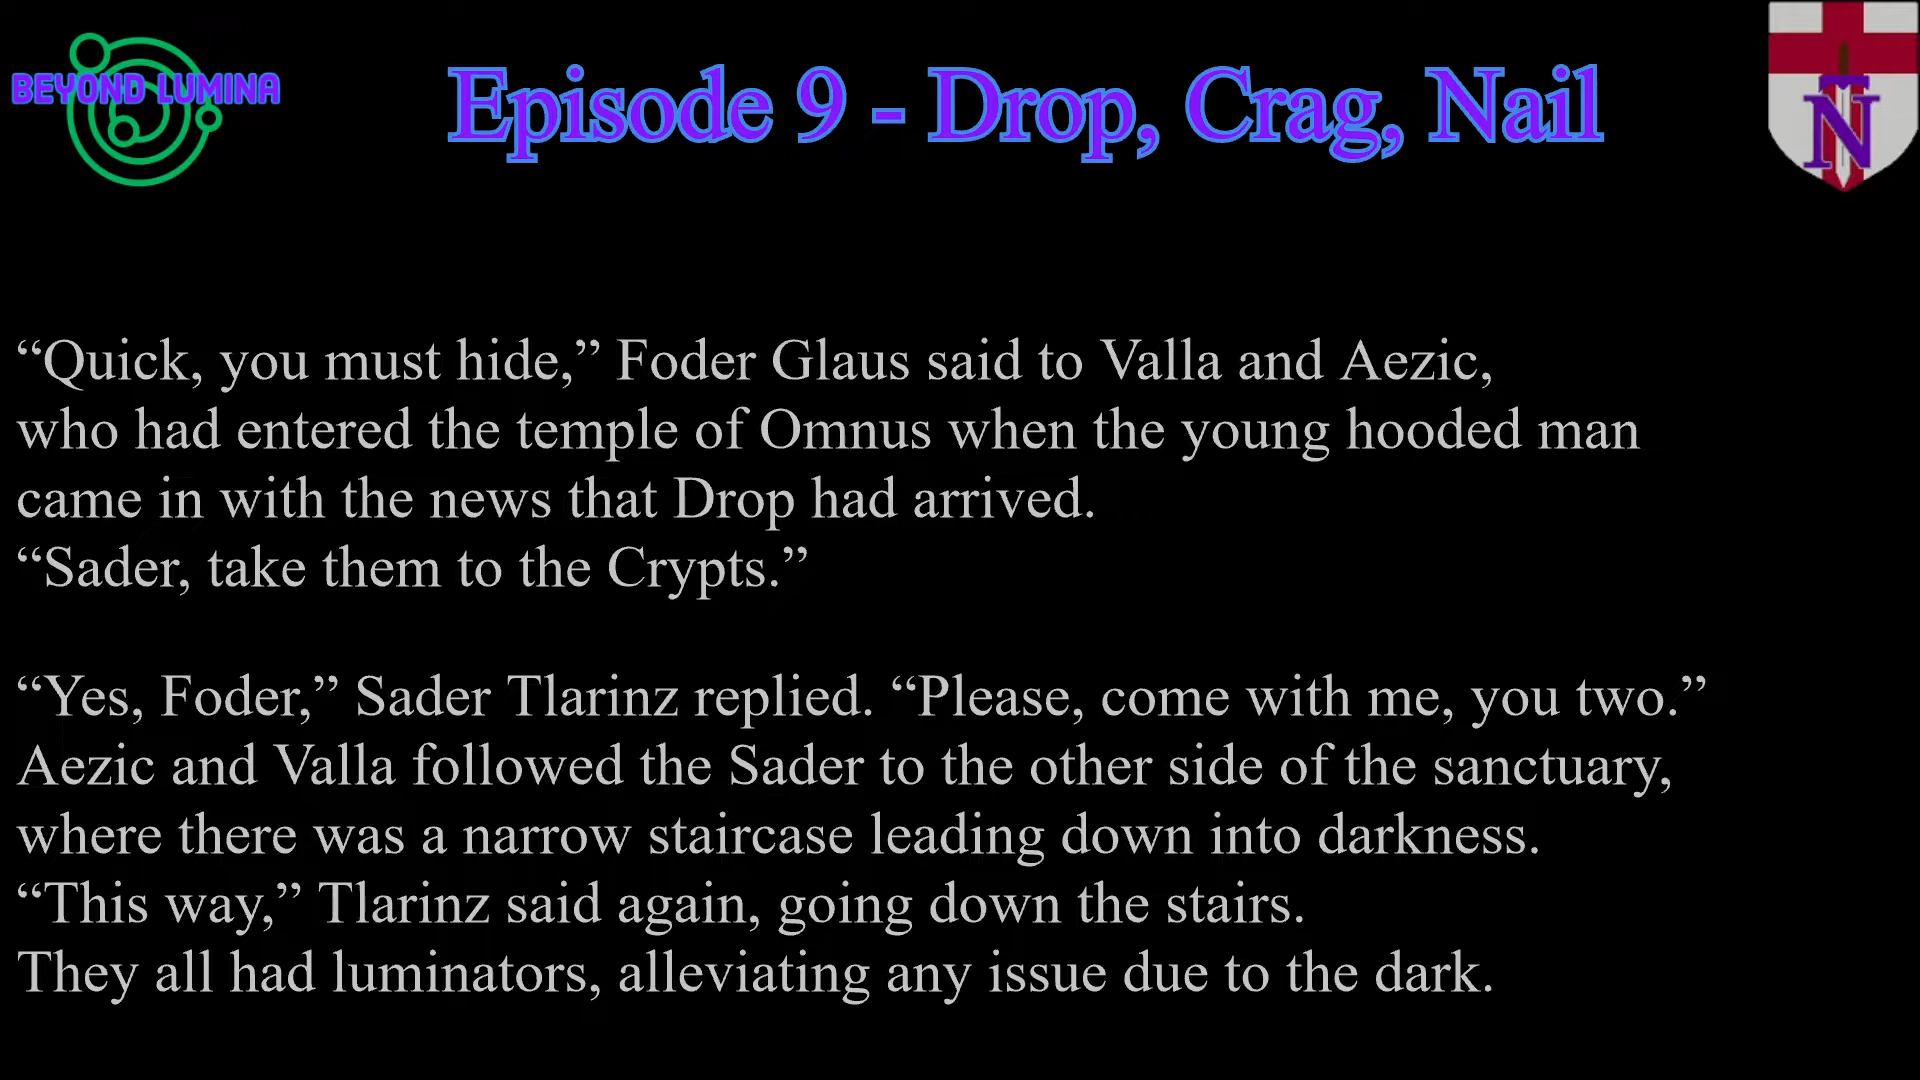 BEYOND LUMINA
Episode 9 - Drop, Crag, Nail
N
“Quick, you must hide,” Foder Glaus said to Valla and Aezic,
who had entered the temple of Omnus when the young hooded man
came in with the news that Drop had arrived.
“Sader, take them to the Crypts.”
“Yes, Foder,” Sader Tlarinz replied. “Please, come with me, you two.”
Aezic and Valla followed the Sader to the other side of the sanctuary,
where there was a narrow staircase leading down into darkness.
“This way,” Tlarinz said again, going down the stairs.
They all had luminators, alleviating any issue due to the dark.